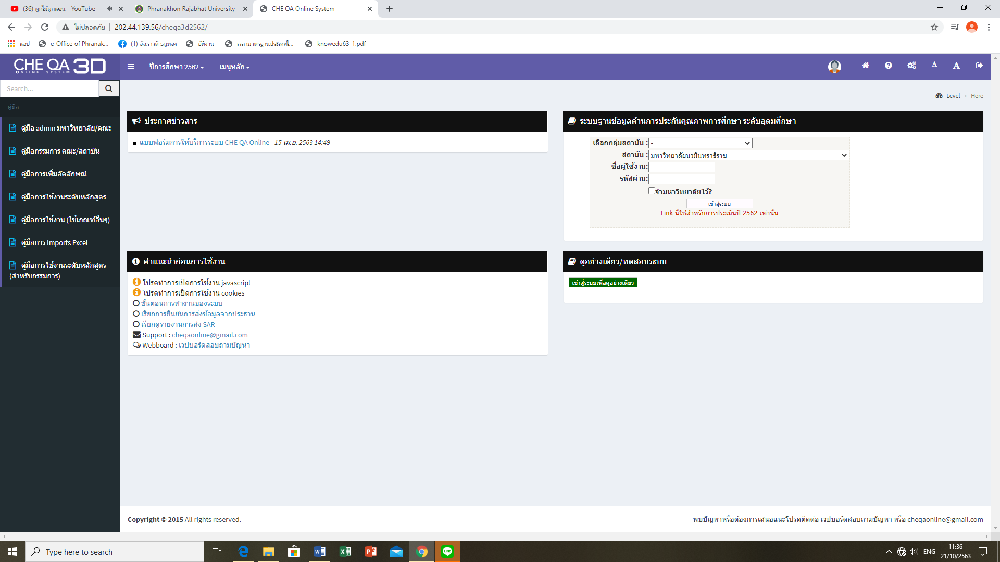 (36) ผูกไม้ผูกแขน - YouTube
Phranakhon Rajabhat University
CHE QA Online System
ไม่ปลอดภัย
202.44.139.56/cheqa3d2562/
แอป
e-Office of Phranak...
(1) อัฉราวดี ธนูทอง
บัติงาน
เวลามาตรฐานประเทศไ...
knowedu63-1.pdf
CHE QA 3D
ONLINE SYSTEM
ปีการศึกษา 2562
เมนูหลัก
A
A
Search...
Level > Here
คู่มือ
คู่มือ admin มหาวิทยาลัย/คณะ
คู่มือกรรมการ คณะ/สถาบัน
คู่มือการเพิ่มอัตลักษณ์
คู่มือการใช้งานระดับหลักสูตร
คู่มือการใช้งาน (ใช้เกณฑ์อื่นๆ)
คู่มือการ Imports Excel
คู่มือการใช้งานระดับหลักสูตร
(สำหรับกรรมการ)
ประกาศข่าวสาร
แบบฟอร์มการให้บริการระบบ CHE QA Online - 15 เม.ย. 2563 14:49
ระบบฐานข้อมูลด้านการประกันคุณภาพการศึกษา ระดับอุดมศึกษา
เลือกกลุ่มสถาบัน : -
สถาบัน : มหาวิทยาลัยนวมินทราธิราช
ชื่อผู้ใช้งาน:
รหัสผ่าน:
จำมหาวิทยาลัยไว้?
เข้าสู่ระบบ
Link นี้ใช้สำหรับการประเมินปี 2562 เท่านั้น
คำแนะนำก่อนการใช้งาน
โปรดทำการเปิดการใช้งาน javascript
โปรดทำการเปิดการใช้งาน cookies
ขั้นตอนการทำงานของระบบ
เรียกการยืนยันการส่งข้อมูลจากประธาน
เรียกดูรายงานการส่ง SAR
Support : cheqaonline@gmail.com
Webboard : เวปบอร์ดสอบถามปัญหา
ดูอย่างเดียว/ทดสอบระบบ
เข้าสู่ระบบเพื่อดูอย่างเดียว
Copyright © 2015 All rights reserved.
พบปัญหาหรือต้องการเสนอแนะโปรดติดต่อ เวปบอร์ดสอบถามปัญหา หรือ cheqaonline@gmail.com
Type here to search
ENG
11:36
21/10/2563